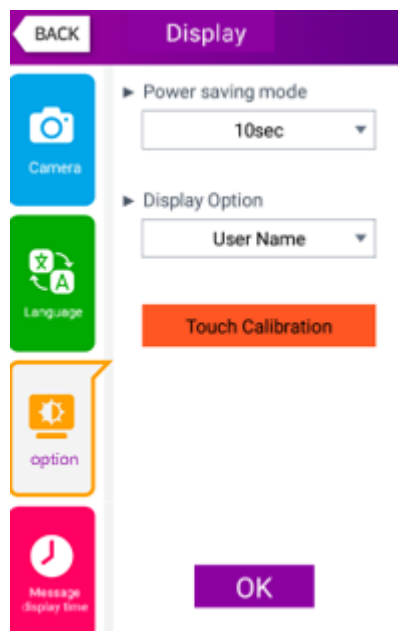 BACK
Display
► Power saving mode
10sec
Camera
► Display Option
User Name
Language
Touch Calibration
option
Message
display time
OK